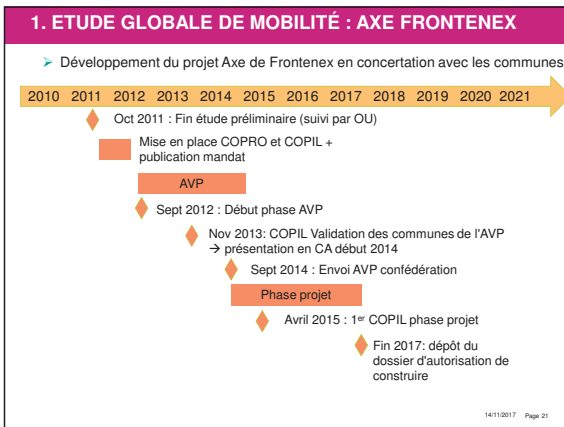 1. ETUDE GLOBALE DE MOBILITÉ : AXE FRONTENEX
➢ Développement du projet Axe de Frontenex en concertation avec les communes
2010 2011 2012 2013 2014 2015 2016 2017 2018 2019 2020 2021
Oct 2011 : Fin étude préliminaire (suivi par OU)
Mise en place COPRO et COPIL +
publication mandat
AVP
Sept 2012 : Début phase AVP
Nov 2013: COPIL Validation des communes de l'AVP
→ présentation en CA début 2014
Sept 2014 : Envoi AVP confédération
Phase projet
Avril 2015 : 1er COPIL phase projet
Fin 2017: dépôt du
dossier d'autorisation de
construire
14/11/2017 Page 21